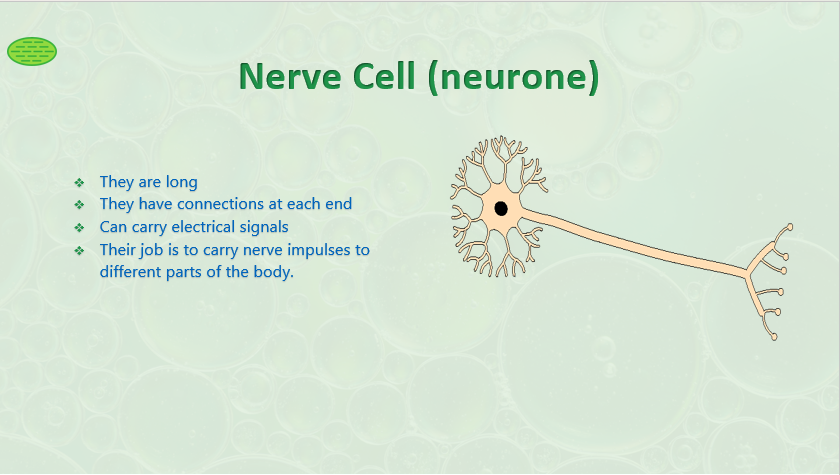 Nerve Cell (neurone)
❖ They are long
❖ They have connections at each end
❖ Can carry electrical signals
❖ Their job is to carry nerve impulses to
different parts of the body.